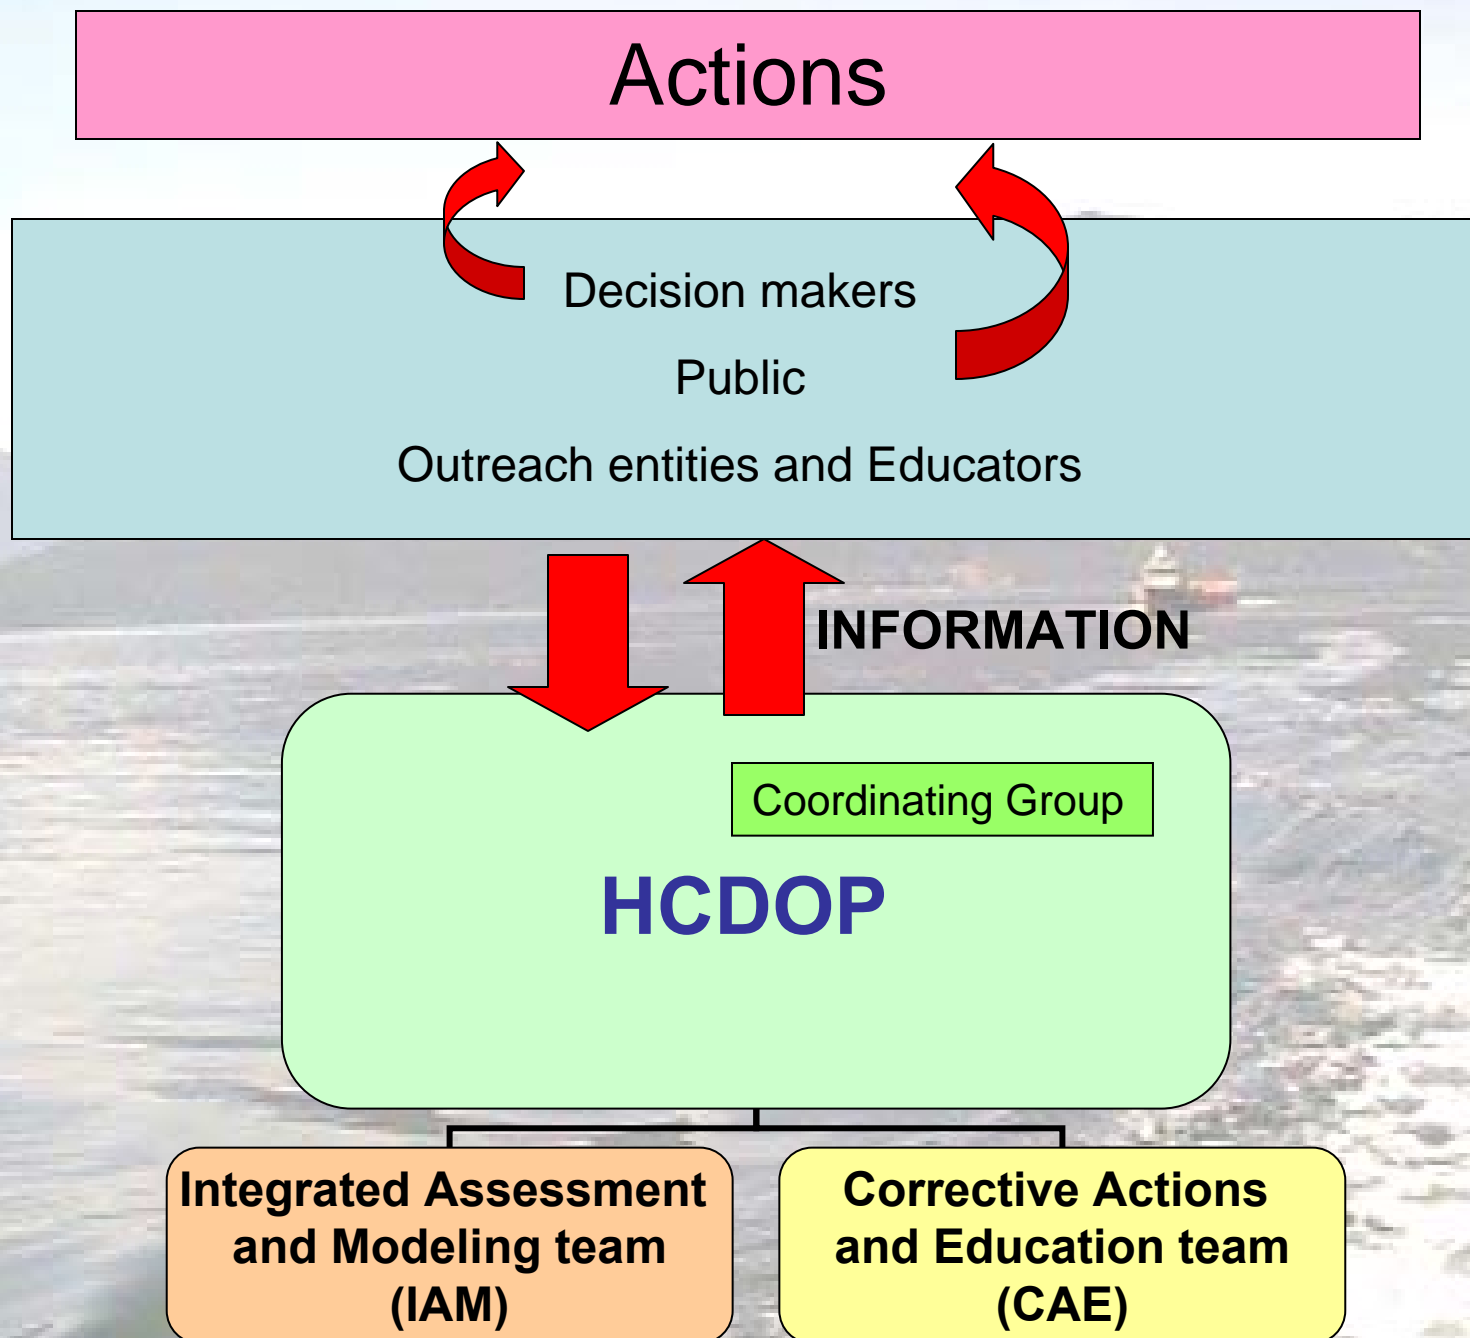 Actions
Decision makers
Public
Outreach entities and Educators
INFORMATION
Coordinating Group
HCDOP
Integrated Assessment
and Modeling team
(IAM)
Corrective Actions
and Education team
(CAE)